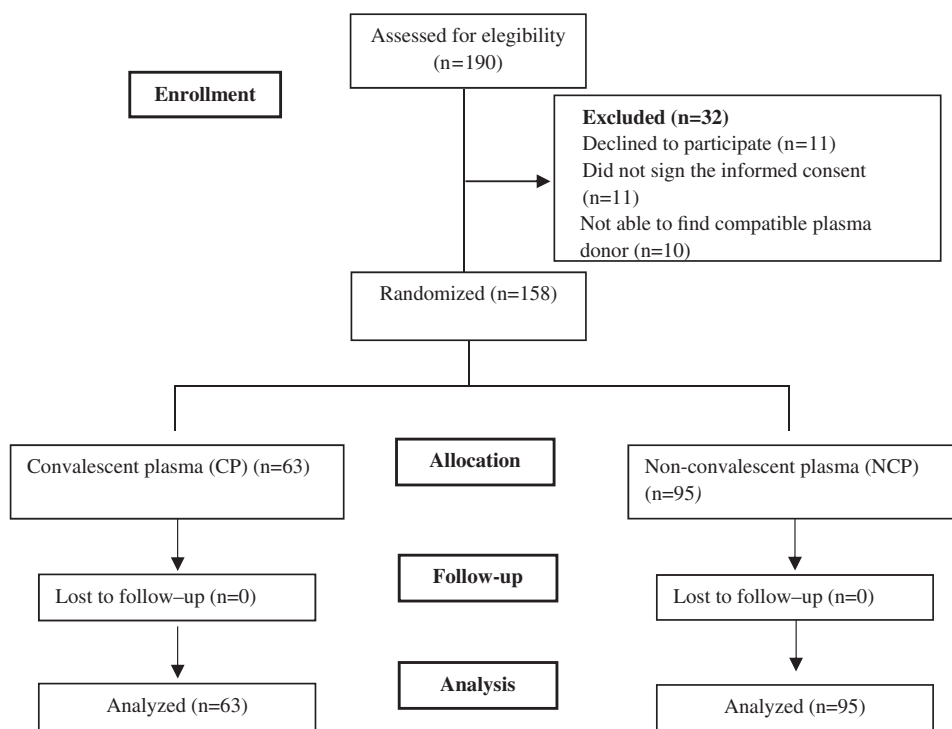 Assessed for elegibility
(n=190)
Enrollment
Excluded (n=32)
Declined to participate (n=11)
Did not sign the informed consent
(n=11)
Not able to find compatible plasma
donor (n=10)
Randomized (n=158)
Convalescent plasma (CP) (n=63)
Allocation
Non-convalescent plasma (NCP)
(n=95)
Follow-up
Lost to follow–up (n=0)
Lost to follow–up (n=0)
Analysis
Analyzed (n=63)
Analyzed (n=95)